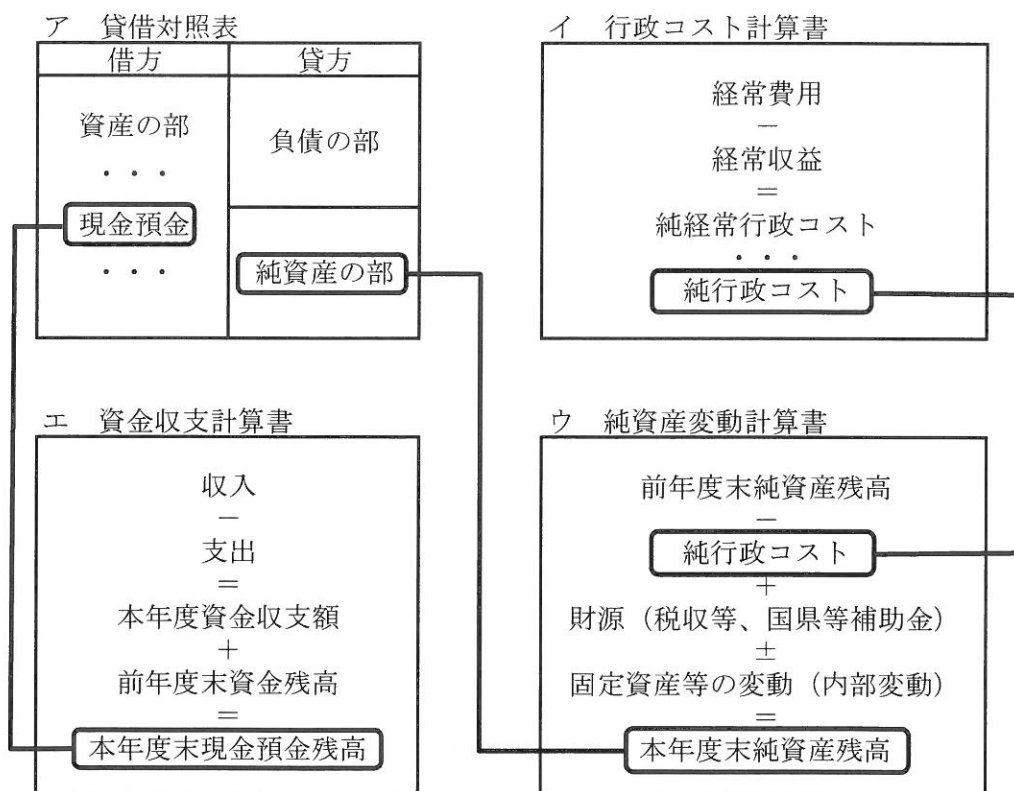 ア 貸借対照表
借方 貸方
資産の部
・・・
現金預金
・・・
負債の部
純資産の部
イ 行政コスト計算書
経常費用
－
経常収益
＝
純経常行政コスト
・・・
純行政コスト
エ 資金収支計算書
収入
－
支出
＝
本年度資金収支額
＋
前年度末資金残高
＝
本年度末現金預金残高
ウ 純資産変動計算書
前年度末純資産残高
－
純行政コスト
＋
財源（税収等、国県等補助金）
±
固定資産等の変動（内部変動）
＝
本年度末純資産残高